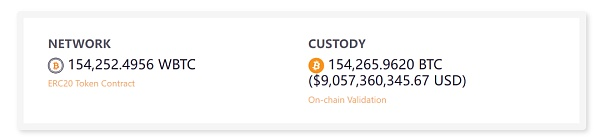 NETWORK
154,252.4956 WBTC
ERC20 Token Contract
CUSTODY
154,265.9620 BTC
($9,057,360,345.67 USD)
On-chain Validation